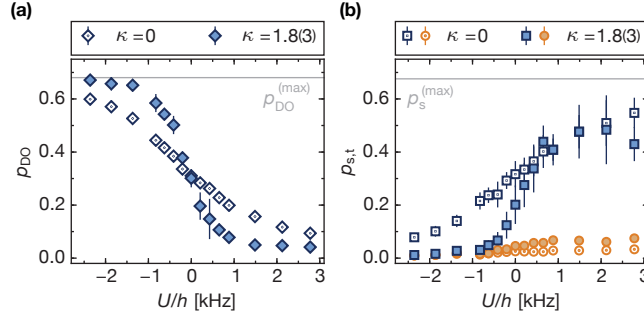 (a)
κ = 0 κ = 1.8(3)
p_DO^(max)
0.6
0.4
0.2
0.0
p_DO
−2 −1 0 1 2 3
U/h [kHz]
(b)
κ = 0 κ = 1.8(3)
p_s^(max)
0.6
0.4
0.2
0.0
p_s,t
−2 −1 0 1 2 3
U/h [kHz]